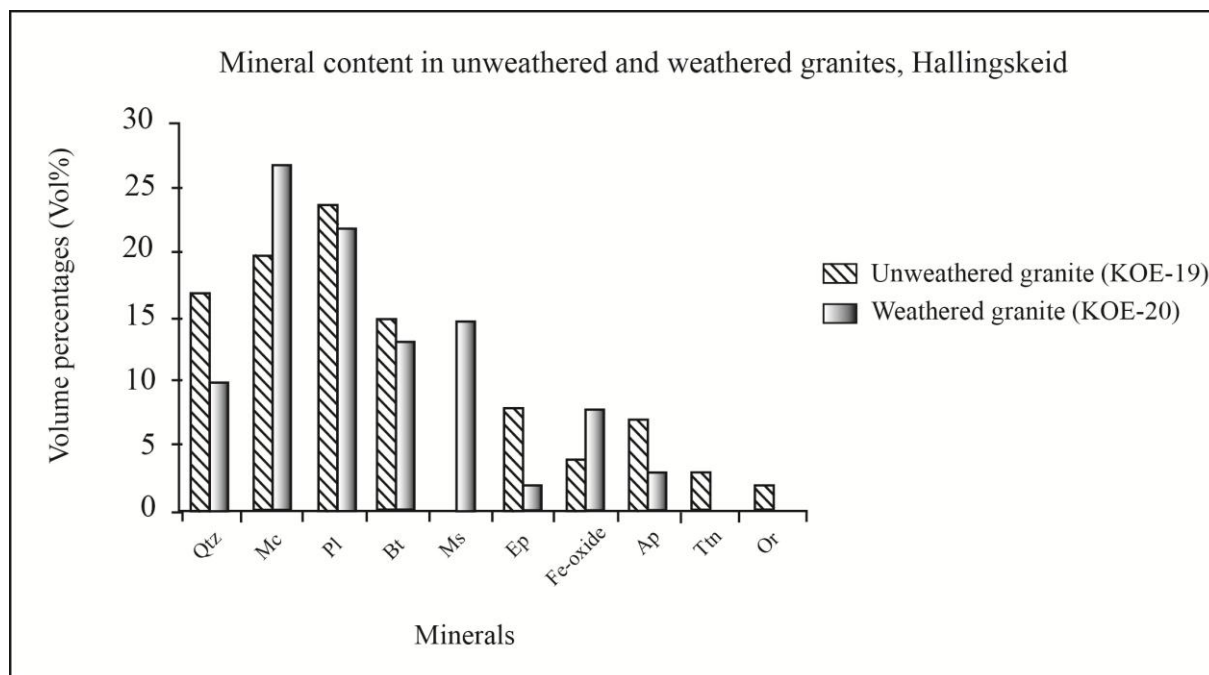 Mineral content in unweathered and weathered granites, Hallingskeid
Volume percentages (Vol%)
30
25
20
15
10
5
0
Qtz
Mc
Pl
Bt
Ms
Ep
Fe-oxide
Ap
Ttn
Or
Minerals
Unweathered granite (KOE-19)
Weathered granite (KOE-20)